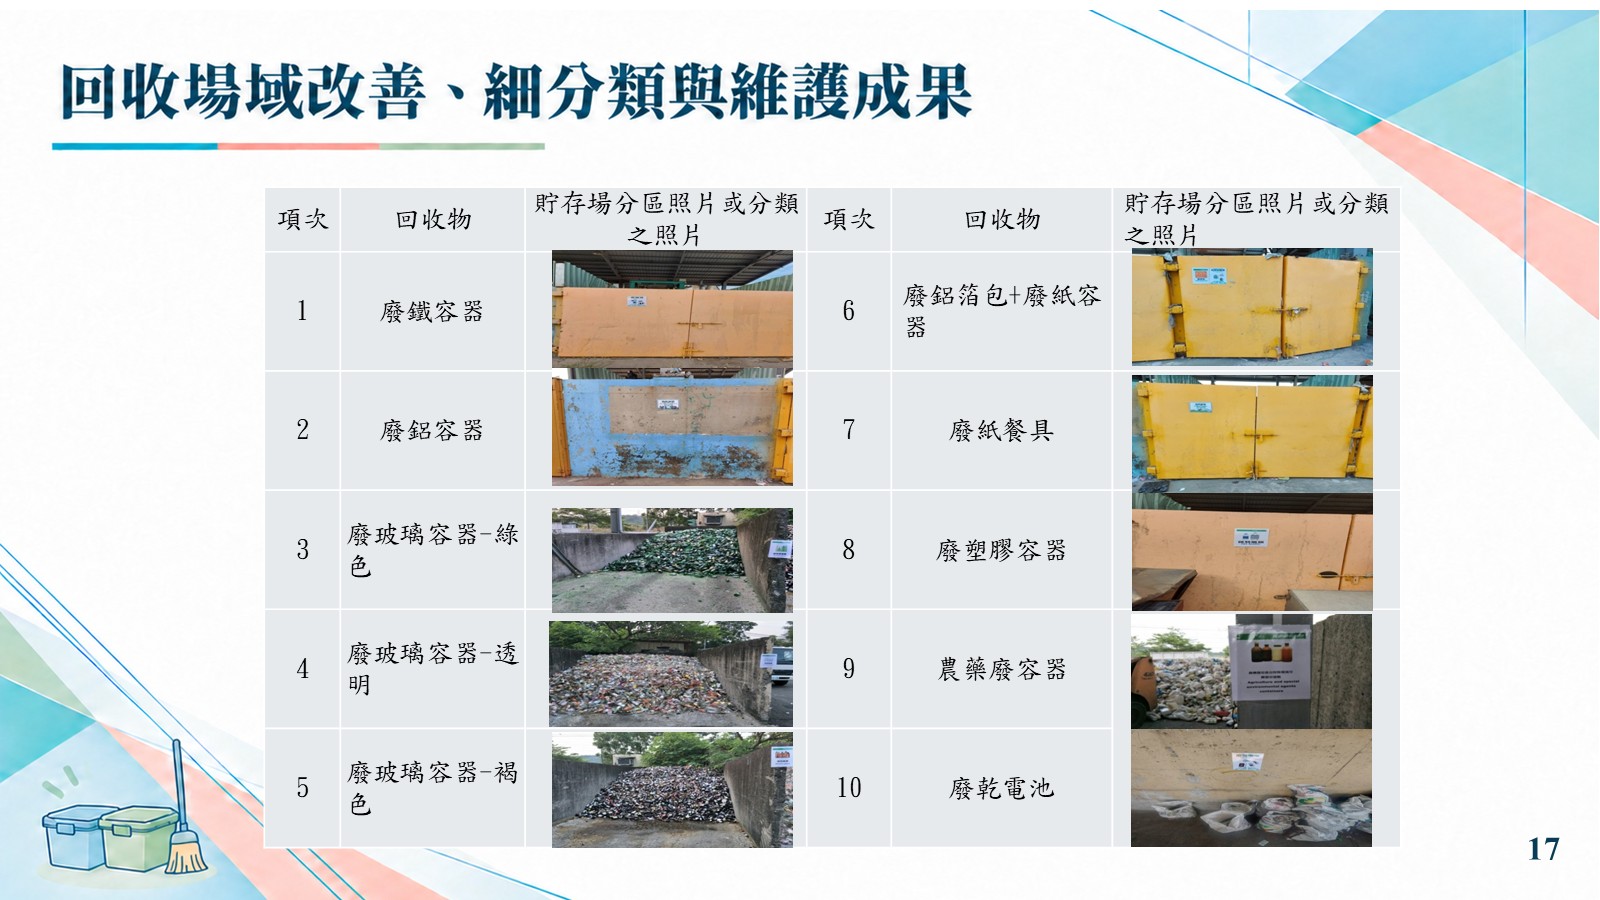 回收場域改善、細分類與維護成果
項次
回收物
貯存場分區照片或分類
之照片
項次
回收物
貯存場分區照片或分類
之照片
1
廢鐵容器
6
廢鋁箔包+廢紙容
器
2
廢鋁容器
7
廢紙餐具
3
廢玻璃容器-綠
色
8
廢塑膠容器
4
廢玻璃容器-透
明
9
農藥廢容器
Agriculture and special
environmental agents
containers
5
廢玻璃容器-褐
色
10
廢乾電池
17